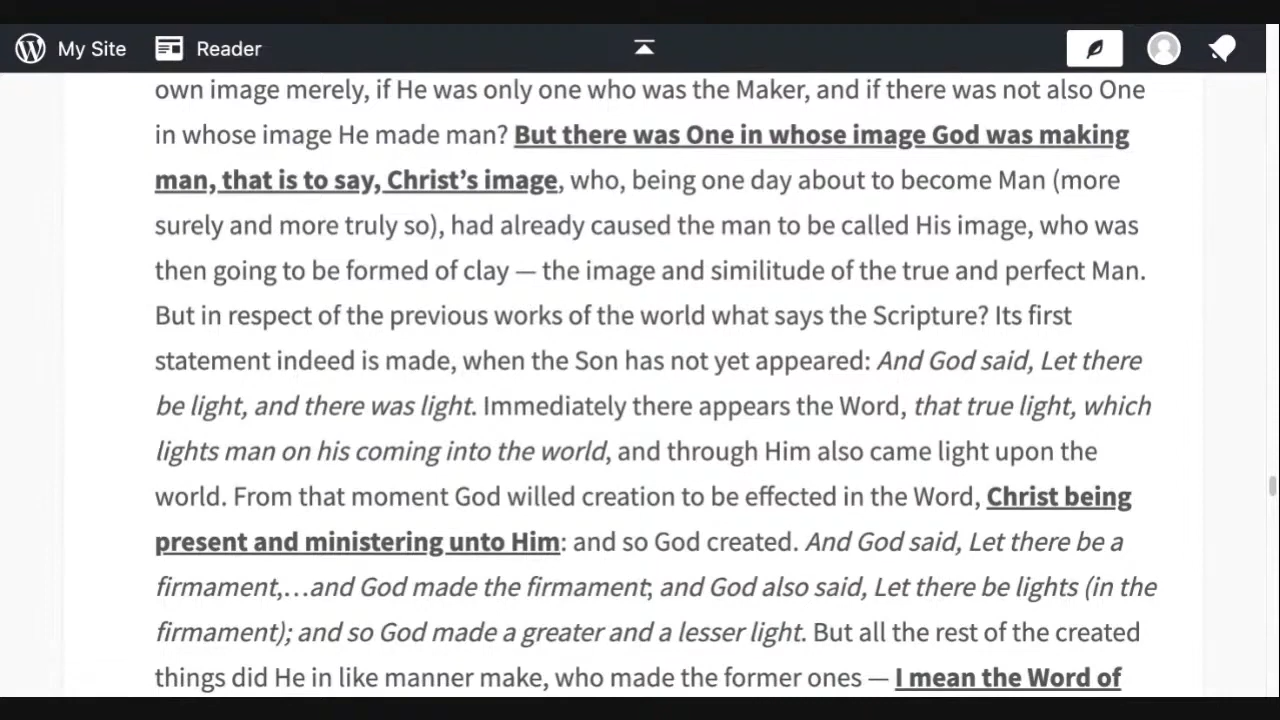 My Site Reader
own image merely, if He was only one who was the Maker, and if there was not also One
in whose image He made man? But there was One in whose image God was making
man, that is to say, Christ’s image, who, being one day about to become Man (more
surely and more truly so), had already caused the man to be called His image, who was
then going to be formed of clay — the image and similitude of the true and perfect Man.
But in respect of the previous works of the world what says the Scripture? Its first
statement indeed is made, when the Son has not yet appeared: And God said, Let there
be light, and there was light. Immediately there appears the Word, that true light, which
lights man on his coming into the world, and through Him also came light upon the
world. From that moment God willed creation to be effected in the Word, Christ being
present and ministering unto Him: and so God created. And God said, Let there be a
firmament,…and God made the firmament; and God also said, Let there be lights (in the
firmament); and so God made a greater and a lesser light. But all the rest of the created
things did He in like manner make, who made the former ones — I mean the Word of